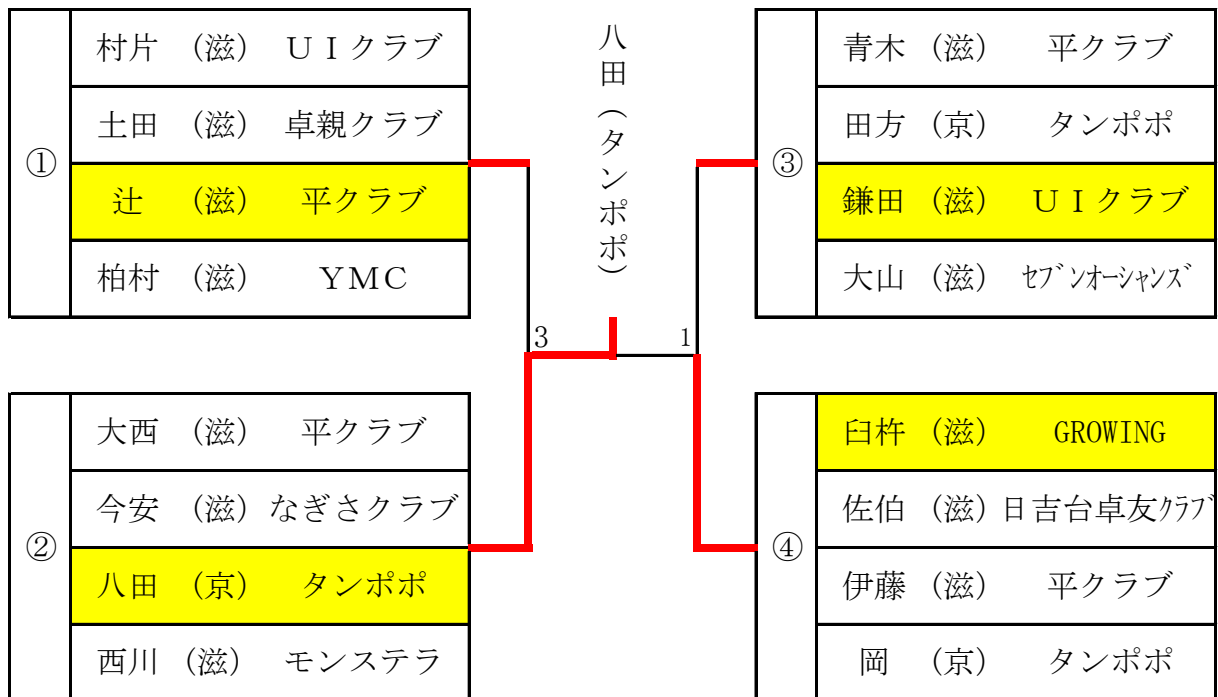 ①
村片 （滋） ＵＩクラブ
土田 （滋） 卓親クラブ
辻 （滋） 平クラブ
柏村 （滋） ＹＭＣ
②
大西 （滋） 平クラブ
今安 （滋） なぎさクラブ
八田 （京） タンポポ
西川 （滋） モンステラ
八田（タンポポ）
3
1
③
青木 （滋） 平クラブ
田方 （京） タンポポ
鎌田 （滋） ＵＩクラブ
大山 （滋） ｾﾌﾞﾝｵｰｼｬﾝｽﾞ
④
臼杵 （滋） GROWING
佐伯 （滋） 日吉台卓友ｸﾗﾌﾞ
伊藤 （滋） 平クラブ
岡 （京） タンポポ